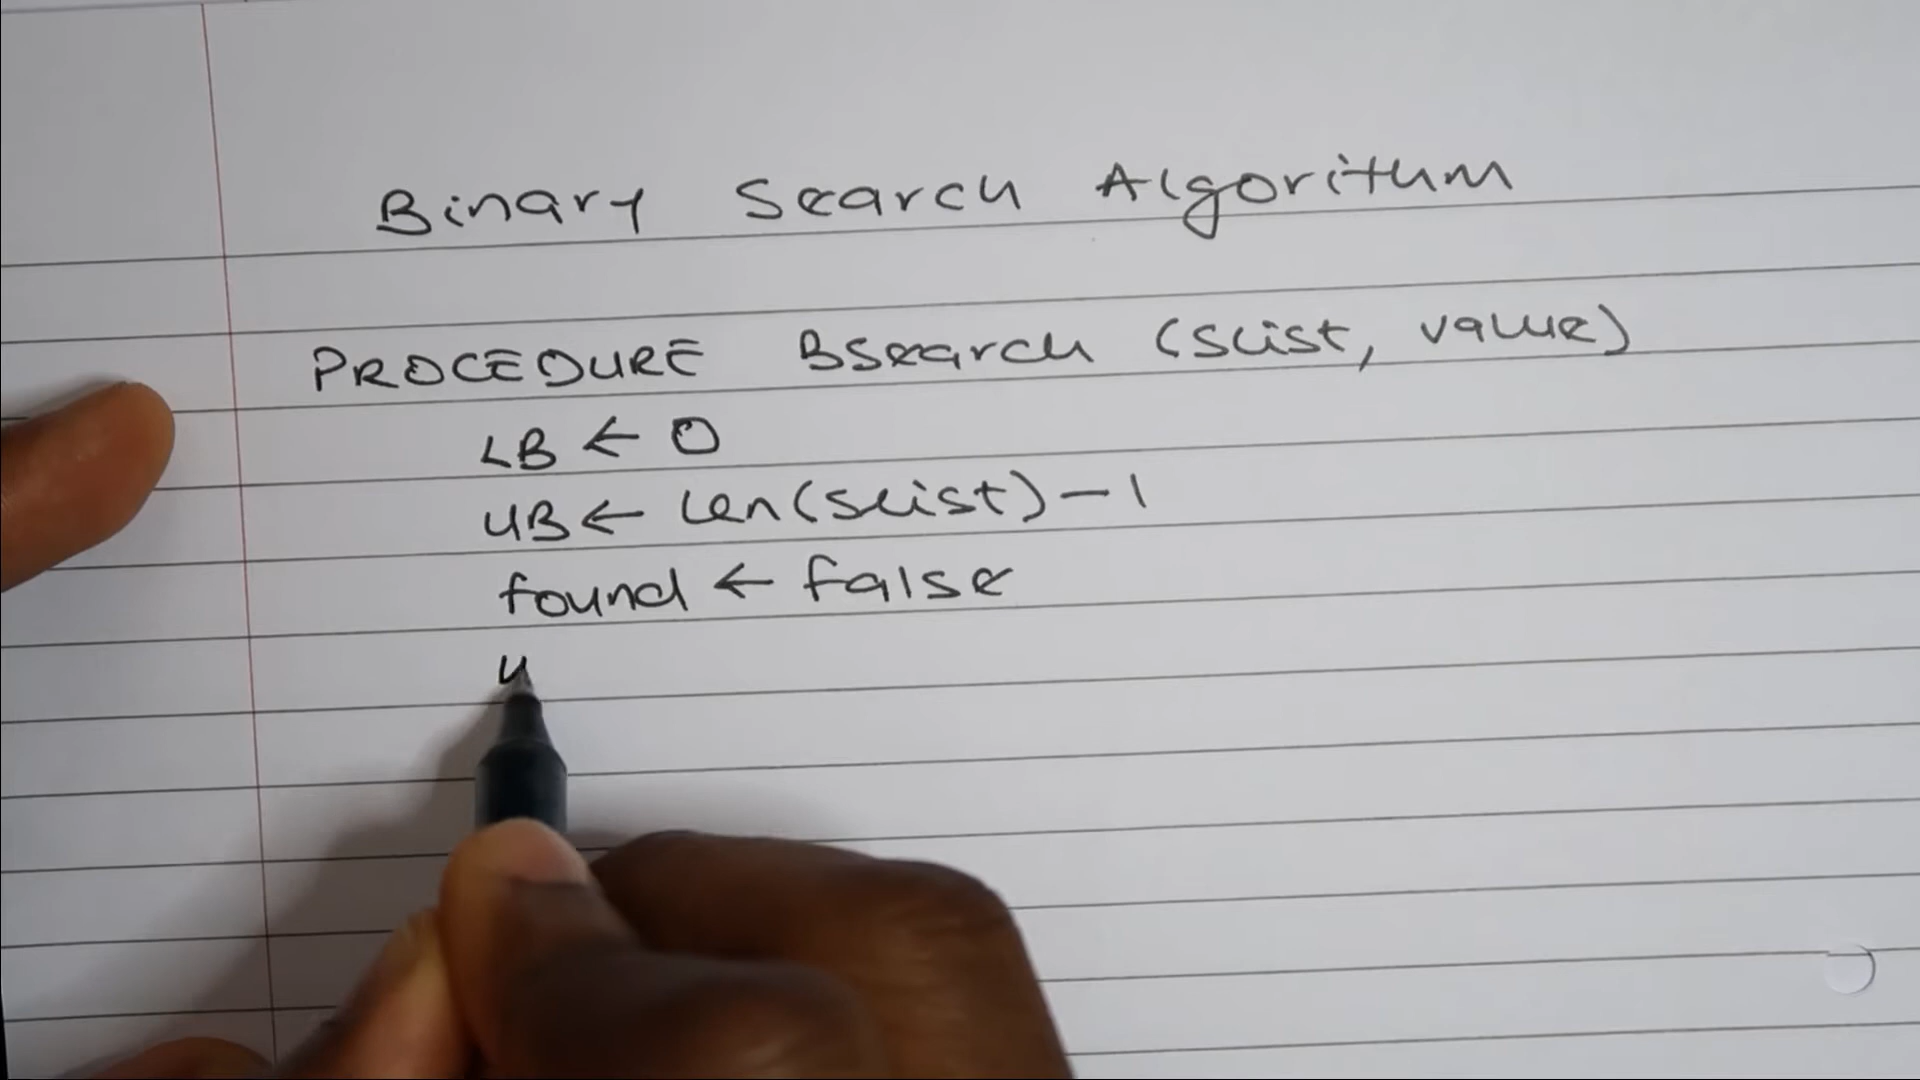 Binary Search Algorithm
PROCEDURE Bsearch (slist, value)
LB ← 0
UB ← len(slist) - 1
found ← false